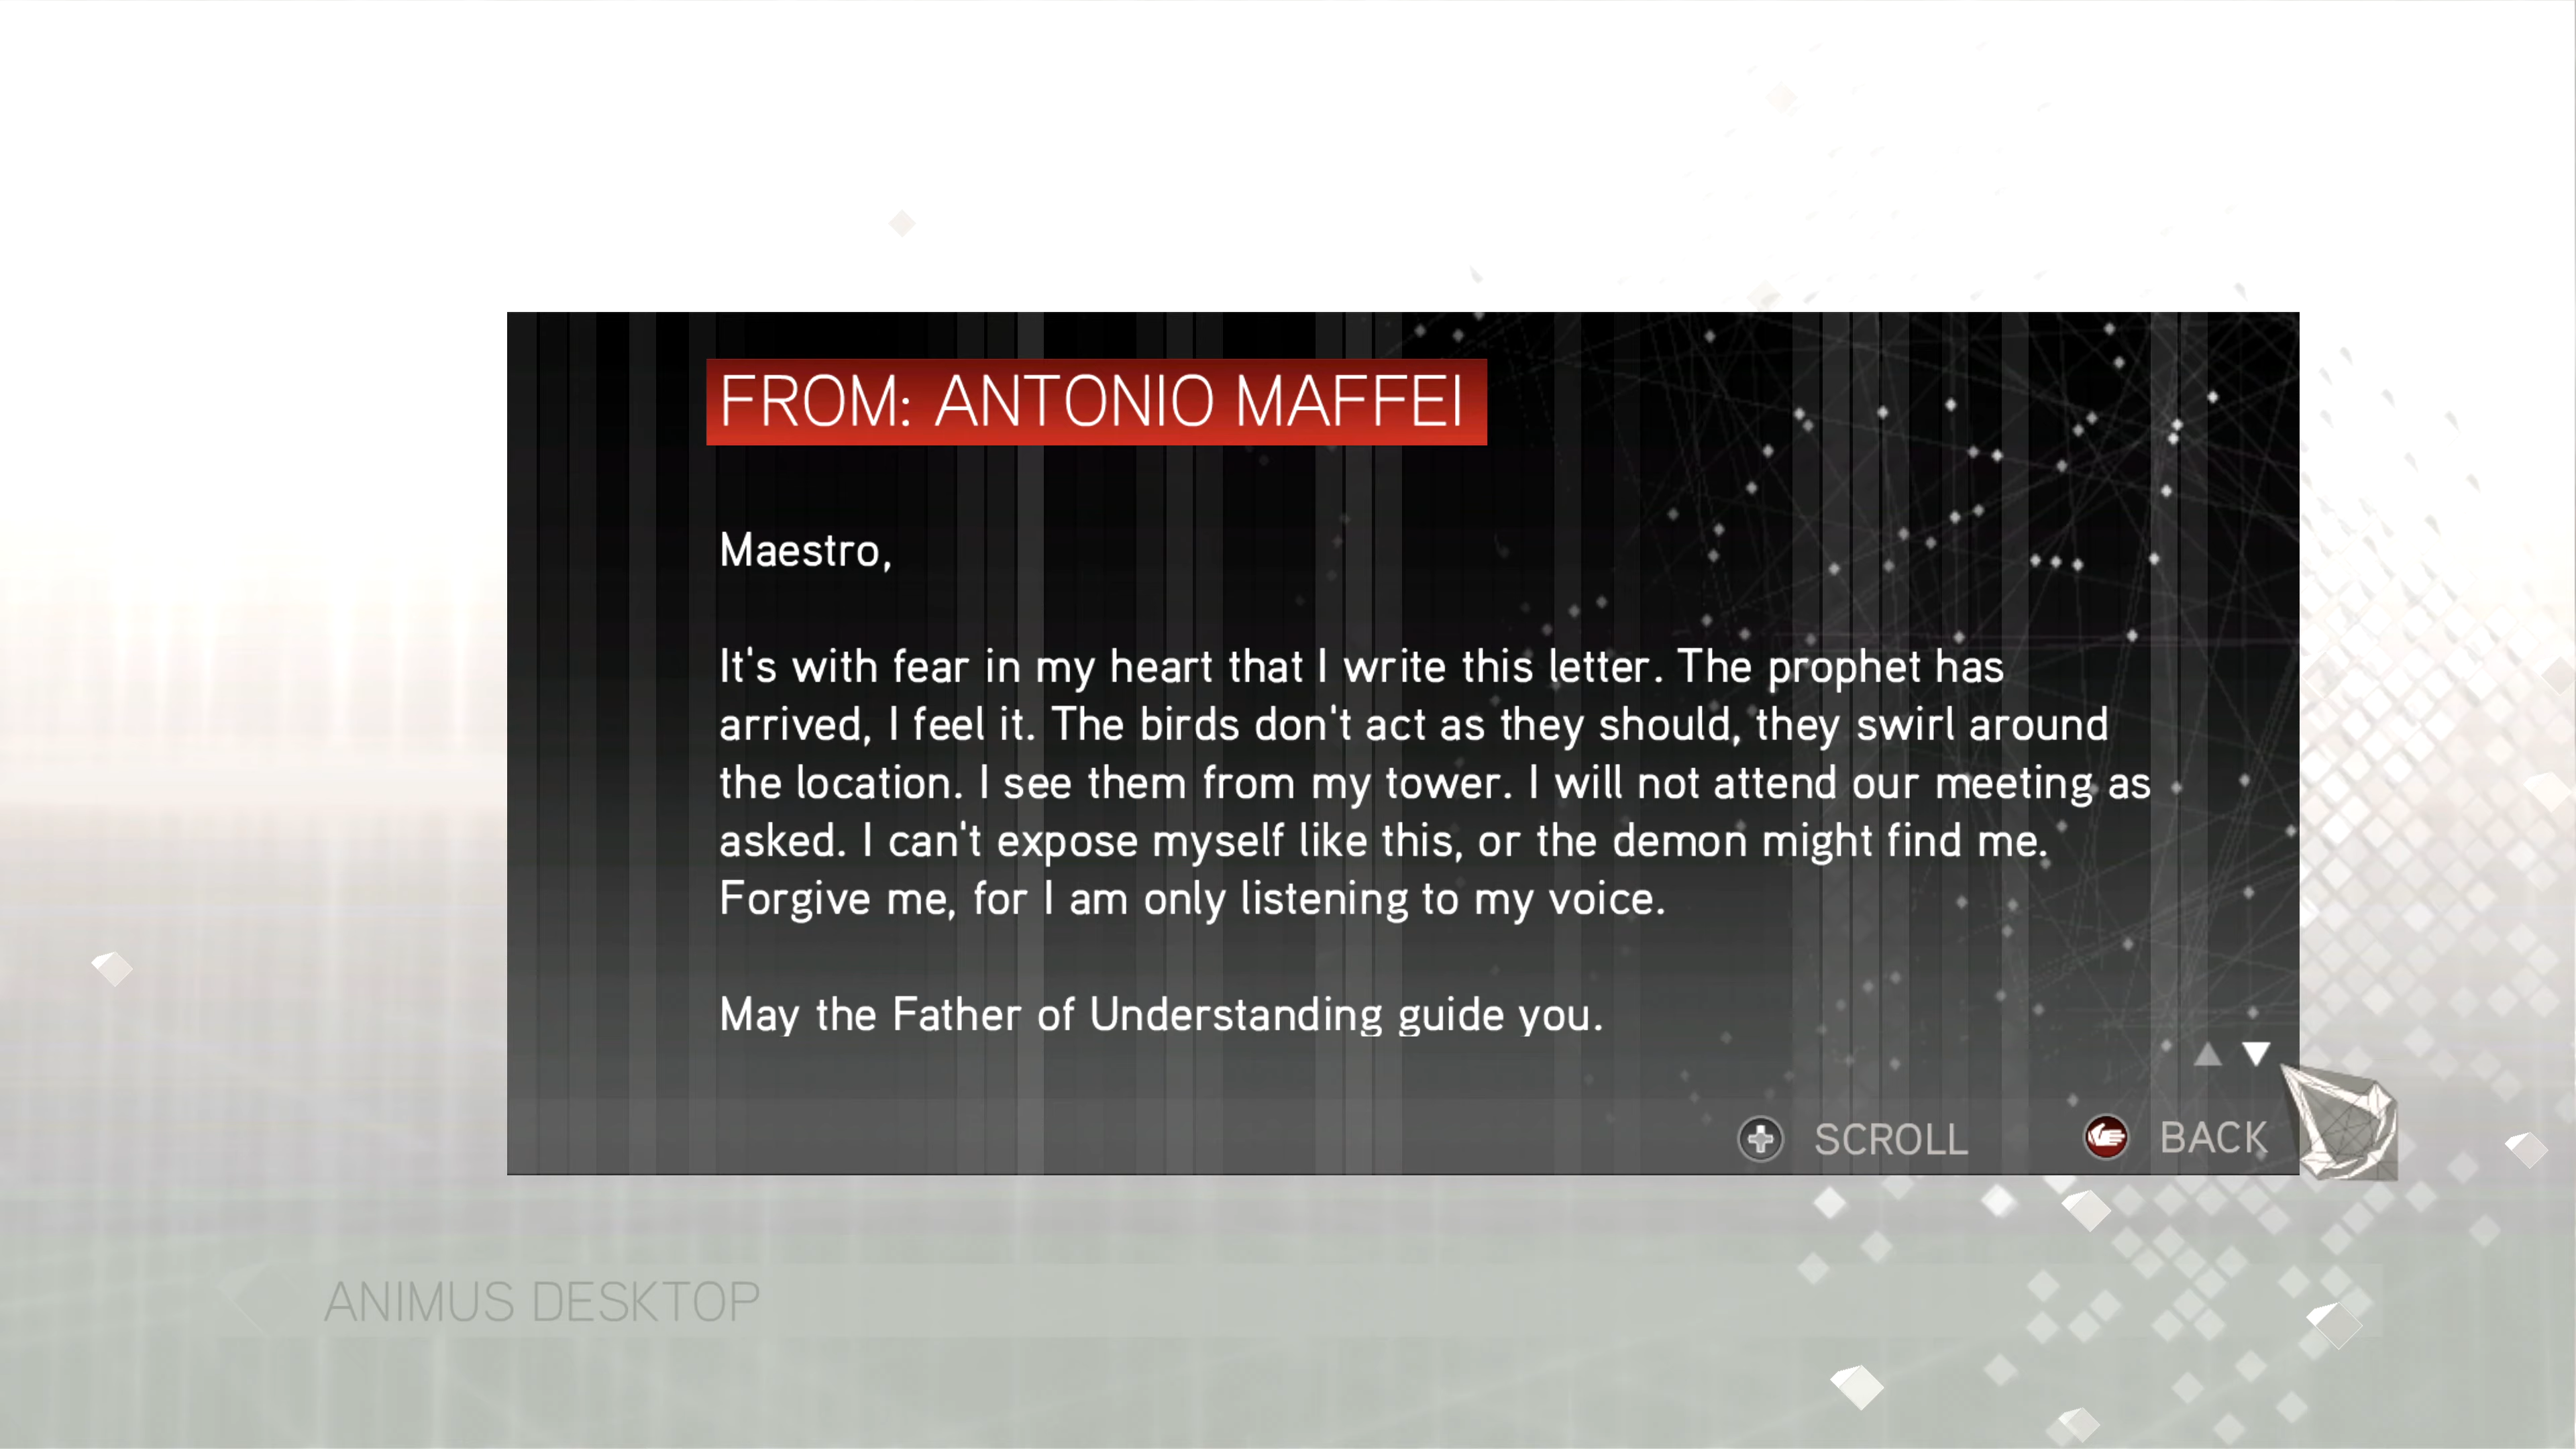 FROM: ANTONIO MAFFEI
Maestro,
It's with fear in my heart that I write this letter. The prophet has
arrived, I feel it. The birds don't act as they should, they swirl around
the location. I see them from my tower. I will not attend our meeting as
asked. I can't expose myself like this, or the demon might find me.
Forgive me, for I am only listening to my voice.
May the Father of Understanding guide you.
SCROLL
BACK
ANIMUS DESKTOP